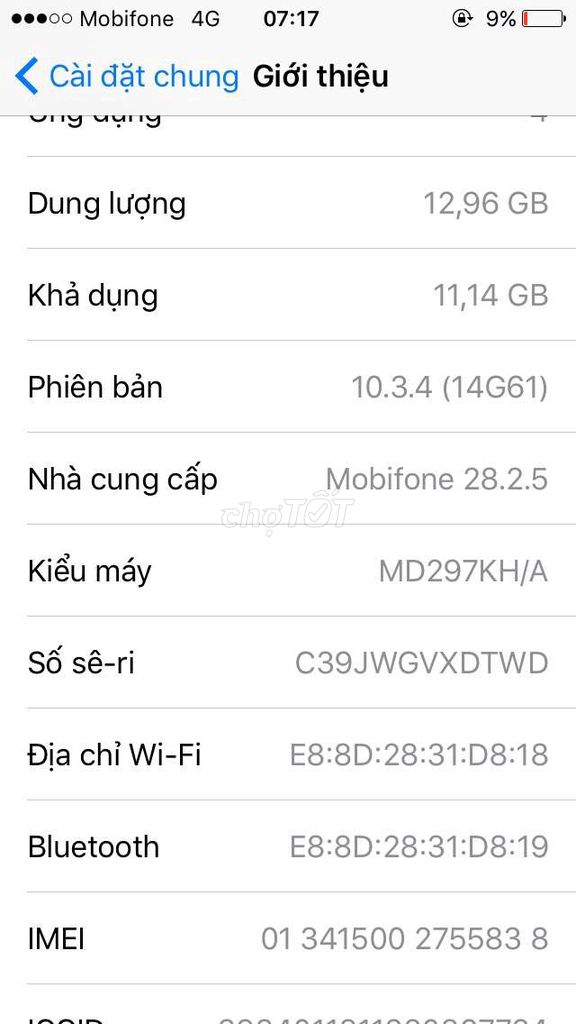 Mobifone 4G 07:17 9%
Cài đặt chung Giới thiệu
Ứng dụng 4
Dung lượng 12,96 GB
Khả dụng 11,14 GB
Phiên bản 10.3.4 (14G61)
Nhà cung cấp Mobifone 28.2.5
chợTỐT
Kiểu máy MD297KH/A
Số sê-ri C39JWGVXDTWD
Địa chỉ Wi-Fi E8:8D:28:31:D8:18
Bluetooth E8:8D:28:31:D8:19
IMEI 01 341500 275583 8
ICCID